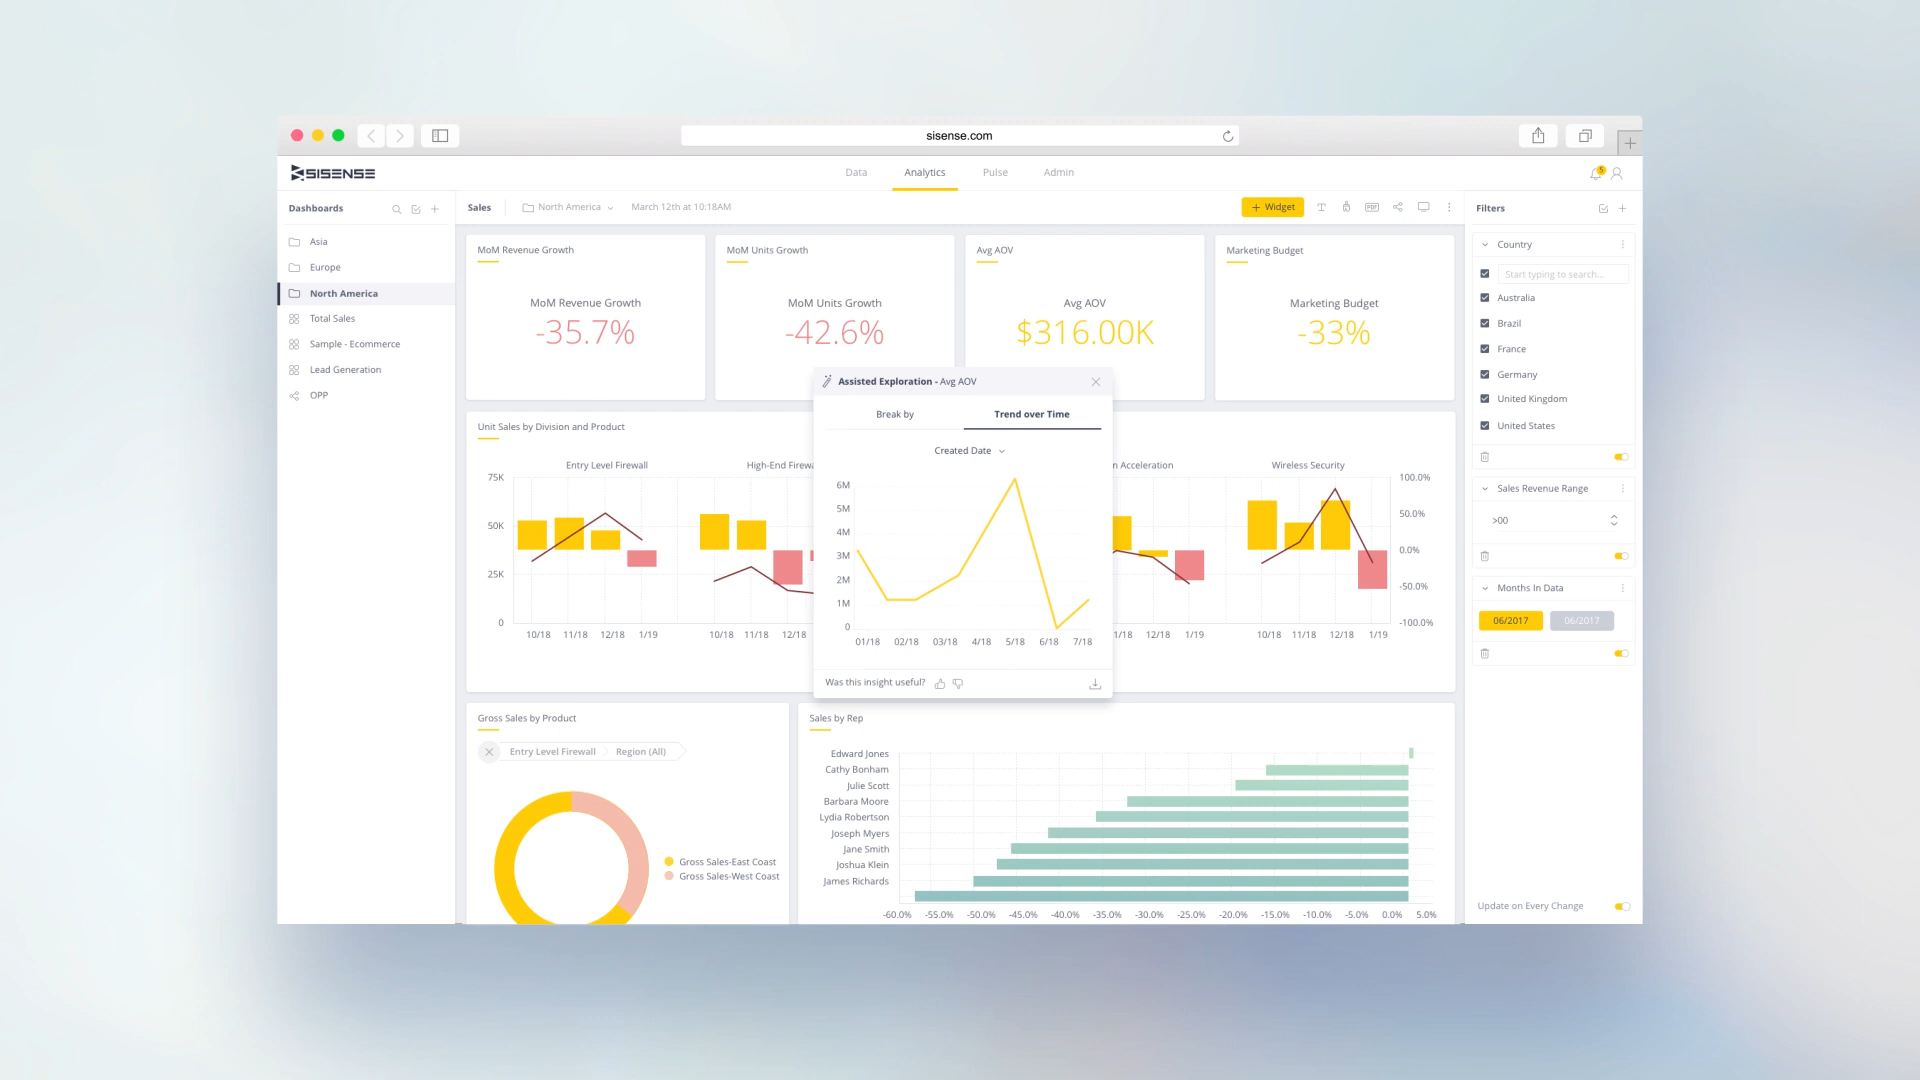 sisense.com
SISENSE
Data Analytics Pulse Admin
5
Dashboards
Asia
Europe
North America
Total Sales
Sample - Ecommerce
Lead Generation
OPP
Sales North America March 12th at 10:18AM
+ Widget
PDF
MoM Revenue Growth
MoM Revenue Growth
-35.7%
MoM Units Growth
MoM Units Growth
-42.6%
Avg AOV
Avg AOV
$316.00K
Marketing Budget
Marketing Budget
-33%
Unit Sales by Division and Product
Entry Level Firewall
High-End Firewa
n Acceleration
Wireless Security
75K
50K
25K
0
10/18 11/18 12/18 1/19
10/18 11/18 12/18
1/18 12/18 1/19
10/18 11/18 12/18 1/19
100.0%
50.0%
0.0%
-50.0%
-100.0%
Assisted Exploration - Avg AOV
Break by Trend over Time
Created Date
6M
5M
4M
3M
2M
1M
0
01/18 02/18 03/18 4/18 5/18 6/18 7/18
Was this insight useful?
Gross Sales by Product
Entry Level Firewall Region (All)
Gross Sales-East Coast
Gross Sales-West Coast
Sales by Rep
Edward Jones
Cathy Bonham
Julie Scott
Barbara Moore
Lydia Robertson
Joseph Myers
Jane Smith
Joshua Klein
James Richards
-60.0% -55.0% -50.0% -45.0% -40.0% -35.0% -30.0% -25.0% -20.0% -15.0% -10.0% -5.0% 0.0% 5.0%
Filters
Country
Start typing to search...
Australia
Brazil
France
Germany
United Kingdom
United States
Sales Revenue Range
>00
Months In Data
06/2017 06/2017
Update on Every Change